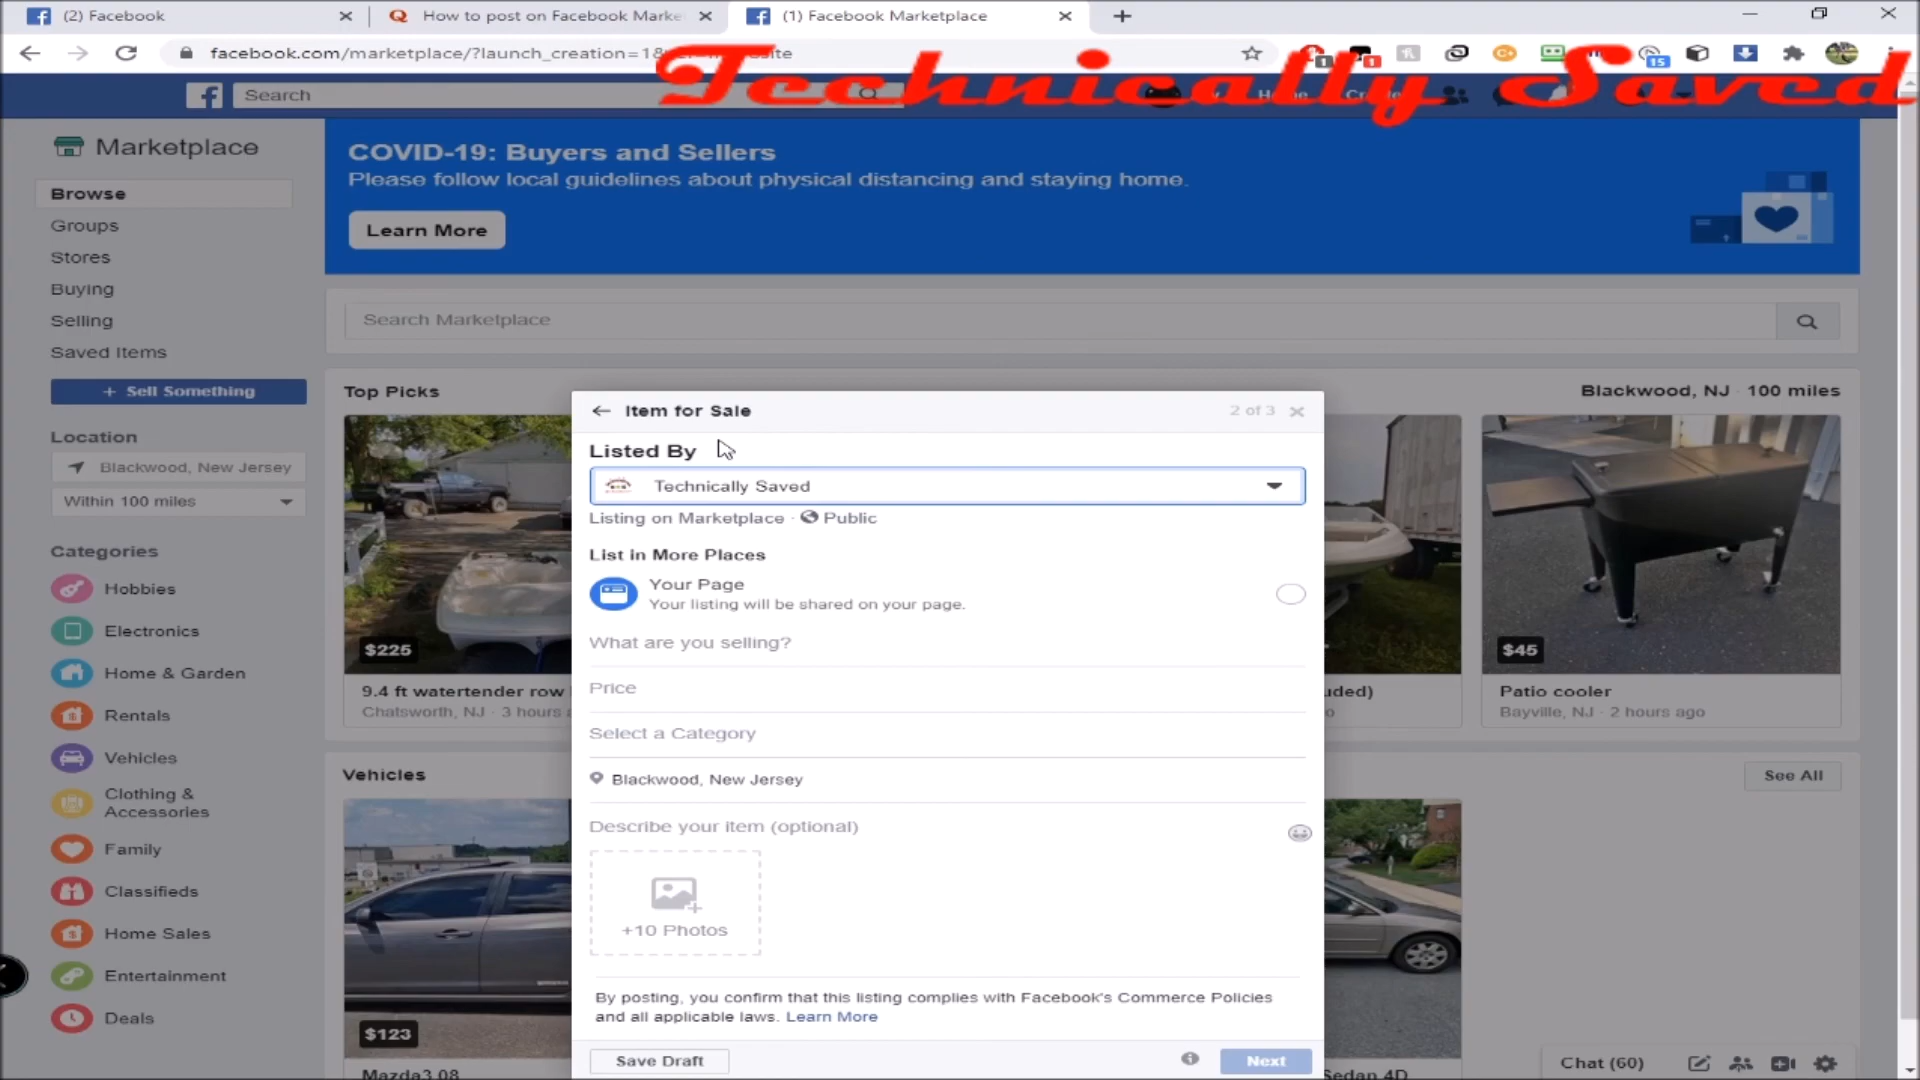 (2) Facebook
How to post on Facebook Marke
(1) Facebook Marketplace
facebook.com/marketplace/?launch_creation=1&
Technically Saved
1
1
15
Search
Marketplace
Browse
Groups
Stores
Buying
Selling
Saved Items
+ Sell Something
Location
Blackwood, New Jersey
Within 100 miles
Categories
Hobbies
Electronics
Home & Garden
Rentals
Vehicles
Clothing &
Accessories
Family
Classifieds
Home Sales
Entertainment
Deals
COVID-19: Buyers and Sellers
Please follow local guidelines about physical distancing and staying home.
Learn More
Search Marketplace
Top Picks
Blackwood, NJ · 100 miles
$225
9.4 ft watertender row
Chatsworth, NJ · 3 hours a
uded)
$45
Patio cooler
Bayville, NJ · 2 hours ago
Vehicles
See All
$123
Mazda3 08
Sedan 4D
Item for Sale
2 of 3
Listed By
Technically Saved
Listing on Marketplace · Public
List in More Places
Your Page
Your listing will be shared on your page.
What are you selling?
Price
Select a Category
Blackwood, New Jersey
Describe your item (optional)
+10 Photos
By posting, you confirm that this listing complies with Facebook's Commerce Policies
and all applicable laws. Learn More
Save Draft
Next
Chat (60)